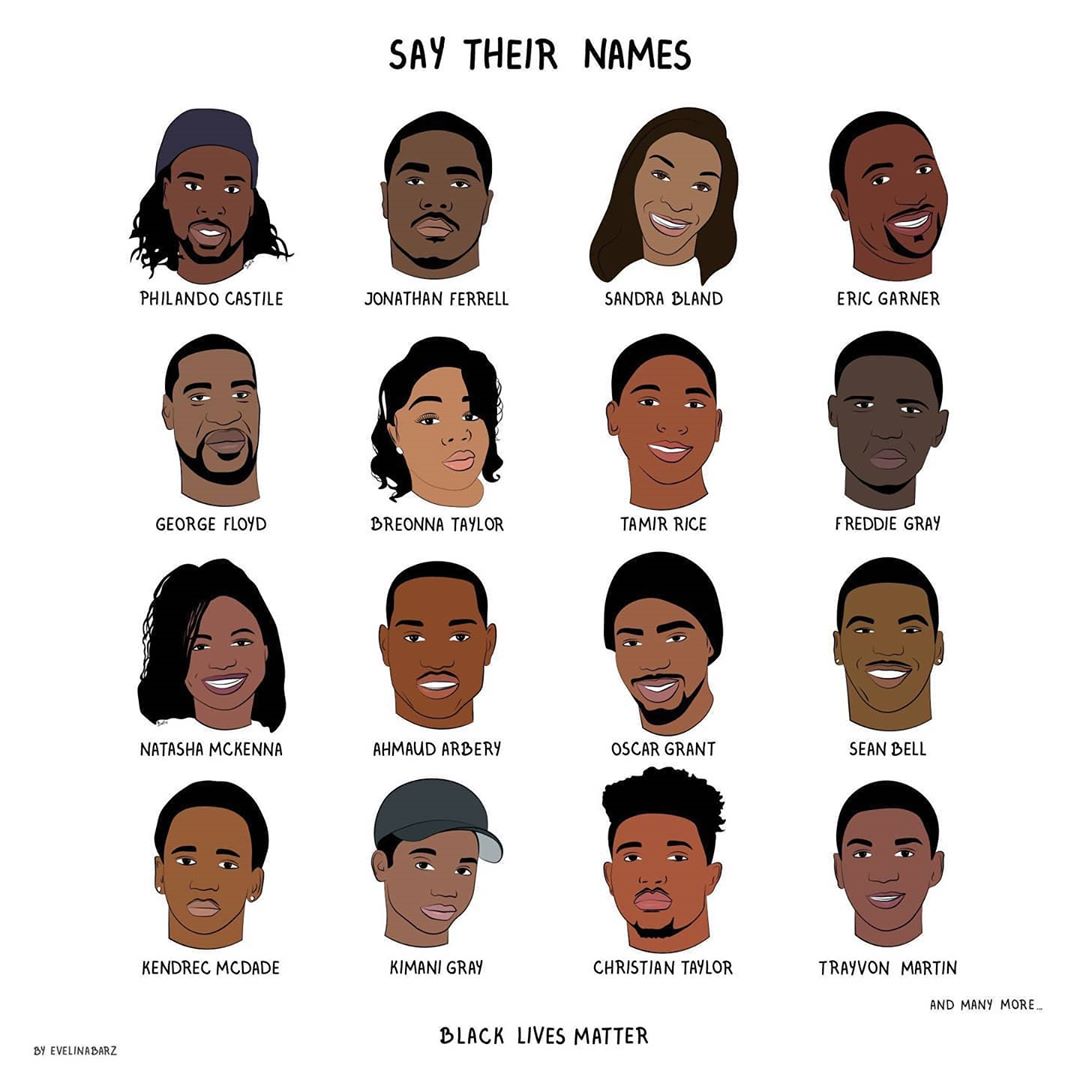 SAY THEIR NAMES
PHILANDO CASTILE
JONATHAN FERRELL
SANDRA BLAND
ERIC GARNER
GEORGE FLOYD
BREONNA TAYLOR
TAMIR RICE
FREDDIE GRAY
NATASHA MCKENNA
AHMAUD ARBERY
OSCAR GRANT
SEAN BELL
KENDREC MCDADE
KIMANI GRAY
CHRISTIAN TAYLOR
TRAYVON MARTIN
AND MANY MORE...
BLACK LIVES MATTER
BY EVELINABARZ